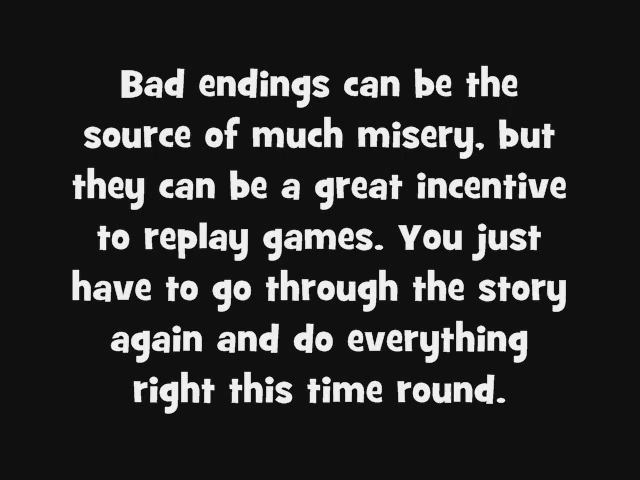 Bad endings can be the
source of much misery, but
they can be a great incentive
to replay games. You just
have to go through the story
again and do everything
right this time round.